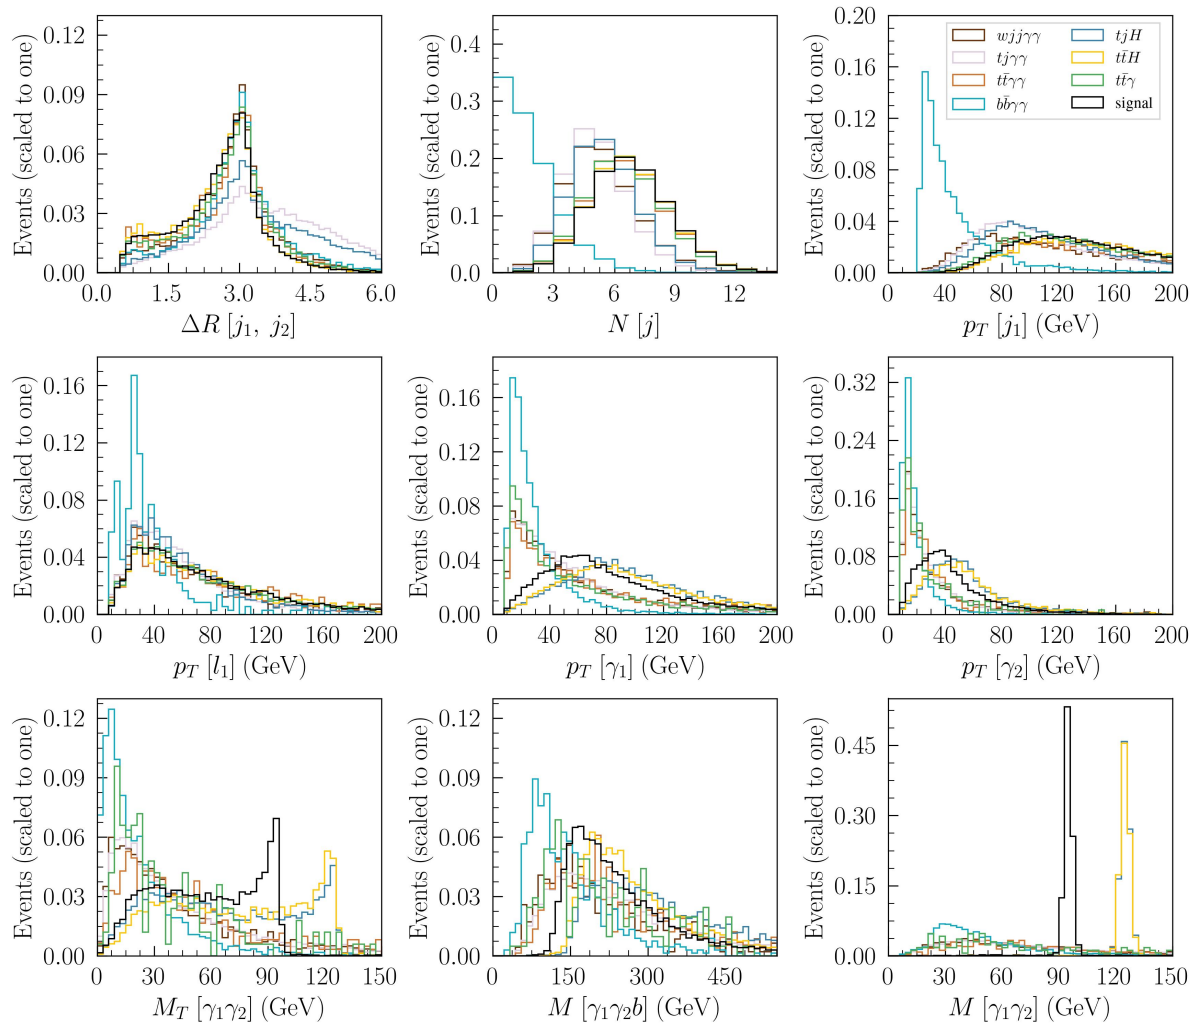 Events (scaled to one)
0.12
0.09
0.06
0.03
0.00
0.0 1.5 3.0 4.5 6.0
ΔR [j₁, j₂]
Events (scaled to one)
0.4
0.3
0.2
0.1
0.0
3 6 9 12
N [j]
Events (scaled to one)
0.20
0.16
0.12
0.08
0.04
0.00
0 40 80 120 160 200
p_T [j₁] (GeV)
wjjγγ
tjγγ
tt̄γγ
bb̄γγ
tjH
tt̄H
tt̄γ
signal
Events (scaled to one)
0.16
0.12
0.08
0.04
0.00
0 40 80 120 160 200
p_T [l₁] (GeV)
Events (scaled to one)
0.16
0.12
0.08
0.04
0.00
0 40 80 120 160 200
p_T [γ₁] (GeV)
Events (scaled to one)
0.32
0.24
0.16
0.08
0.00
0 40 80 120 160 200
p_T [γ₂] (GeV)
Events (scaled to one)
0.12
0.09
0.06
0.03
0.00
0 30 60 90 120 150
M_T [γ₁γ₂] (GeV)
Events (scaled to one)
0.12
0.09
0.06
0.03
0.00
0 150 300 450
M [γ₁γ₂b] (GeV)
Events (scaled to one)
0.45
0.30
0.15
0.00
0 30 60 90 120 150
M [γ₁γ₂] (GeV)